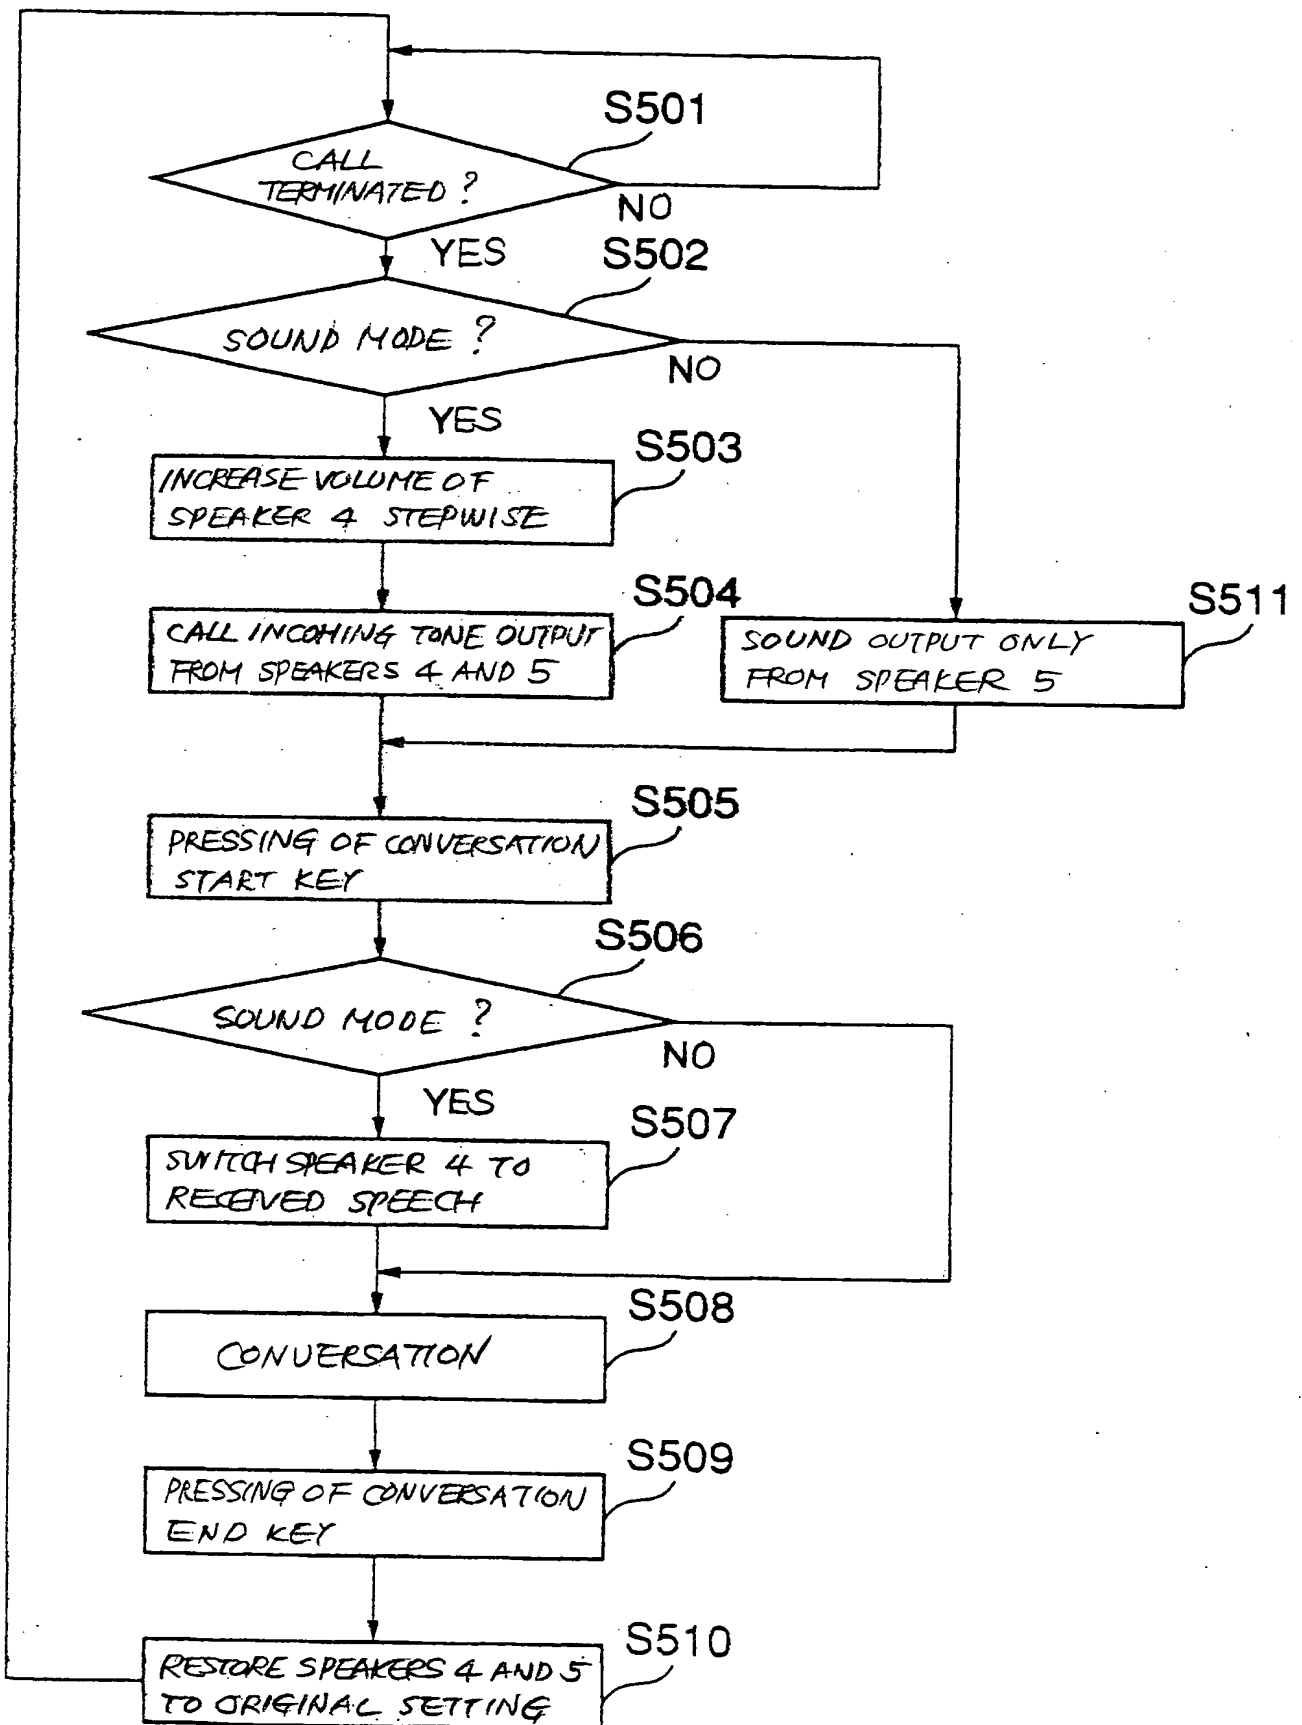 S501
CALL
TERMINATED ?
NO
YES
S502
SOUND MODE ?
NO
YES
S503
INCREASE VOLUME OF
SPEAKER 4 STEPWISE
S504
CALL INCOMING TONE OUTPUT
FROM SPEAKERS 4 AND 5
S511
SOUND OUTPUT ONLY
FROM SPEAKER 5
S505
PRESSING OF CONVERSATION
START KEY
S506
SOUND MODE ?
NO
YES
S507
SWITCH SPEAKER 4 TO
RECEIVED SPEECH
S508
CONVERSATION
S509
PRESSING OF CONVERSATION
END KEY
S510
RESTORE SPEAKERS 4 AND 5
TO ORIGINAL SETTING